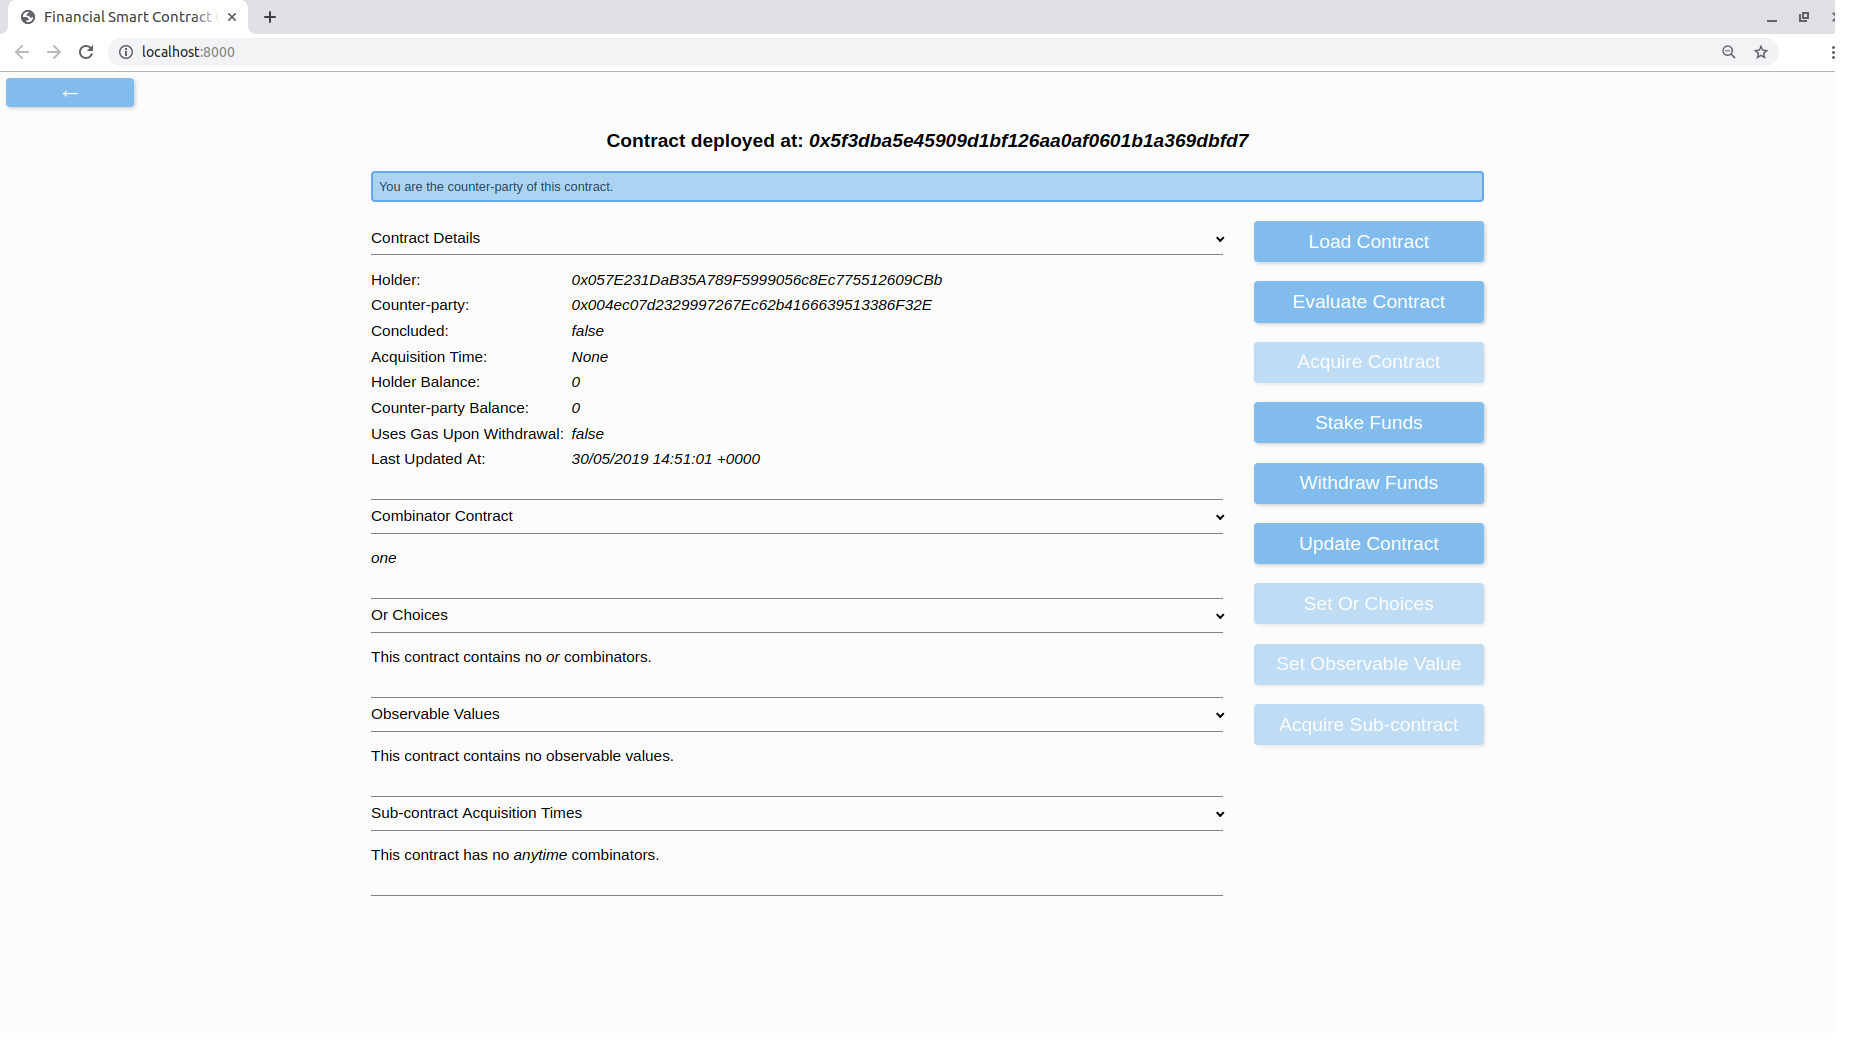 Financial Smart Contract
localhost:8000
←
Contract deployed at: 0x5f3dba5e45909d1bf126aa0af0601b1a369dbfd7
You are the counter-party of this contract.
Contract Details
Holder: 0x057E231DaB35A789F5999056c8Ec775512609CBb
Counter-party: 0x004ec07d2329997267Ec62b4166639513386F32E
Concluded: false
Acquisition Time: None
Holder Balance: 0
Counter-party Balance: 0
Uses Gas Upon Withdrawal: false
Last Updated At: 30/05/2019 14:51:01 +0000
Combinator Contract
one
Or Choices
This contract contains no or combinators.
Observable Values
This contract contains no observable values.
Sub-contract Acquisition Times
This contract has no anytime combinators.
Load Contract
Evaluate Contract
Acquire Contract
Stake Funds
Withdraw Funds
Update Contract
Set Or Choices
Set Observable Value
Acquire Sub-contract